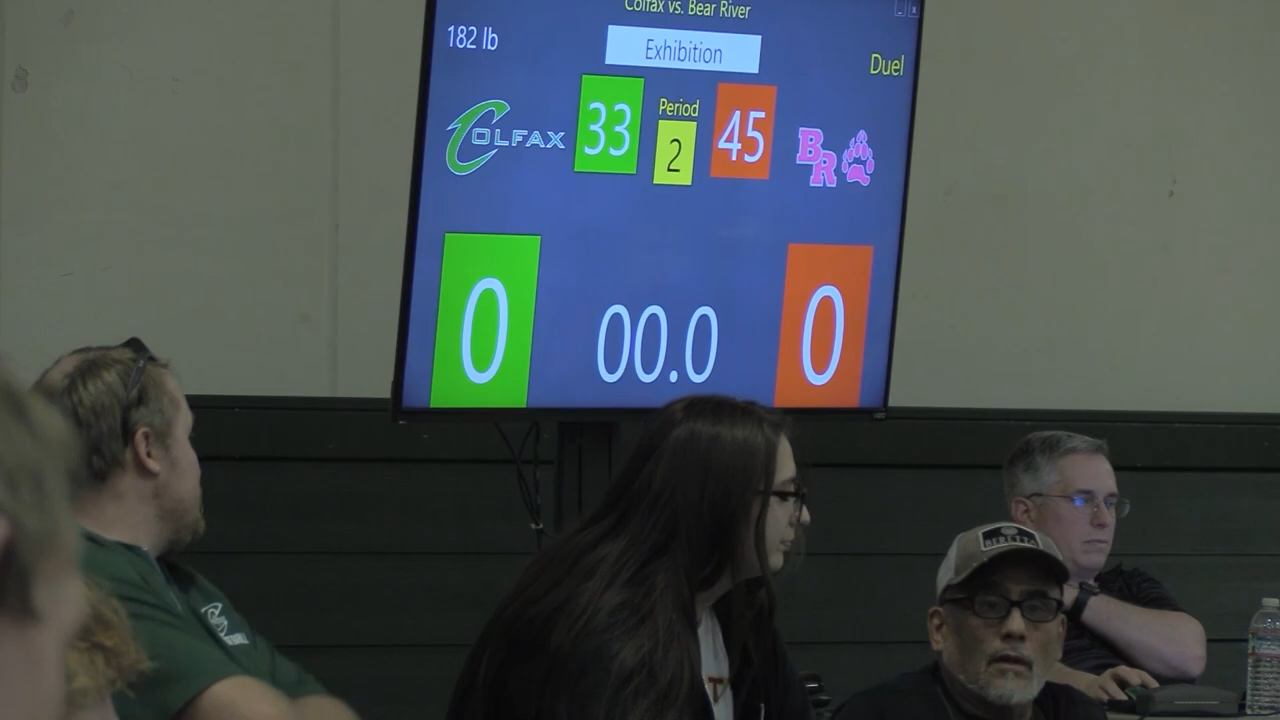 Colfax vs. Bear River
182 lb
Exhibition
Duel
COLFAX
33
Period
2
45
BR
0
00.0
0
BERETTA